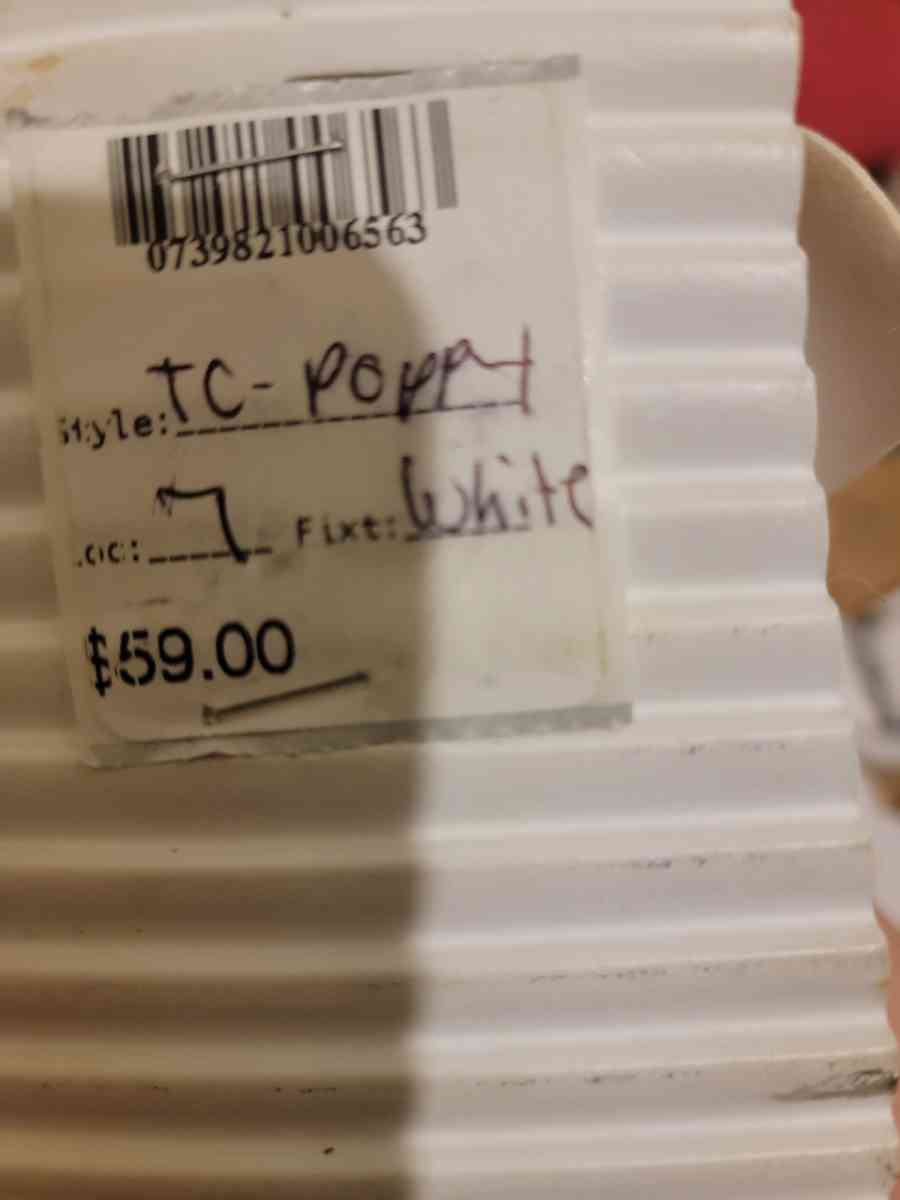 0739821006563
Style: TC-Poppy
Loc: 7 Fixt: White
$59.00